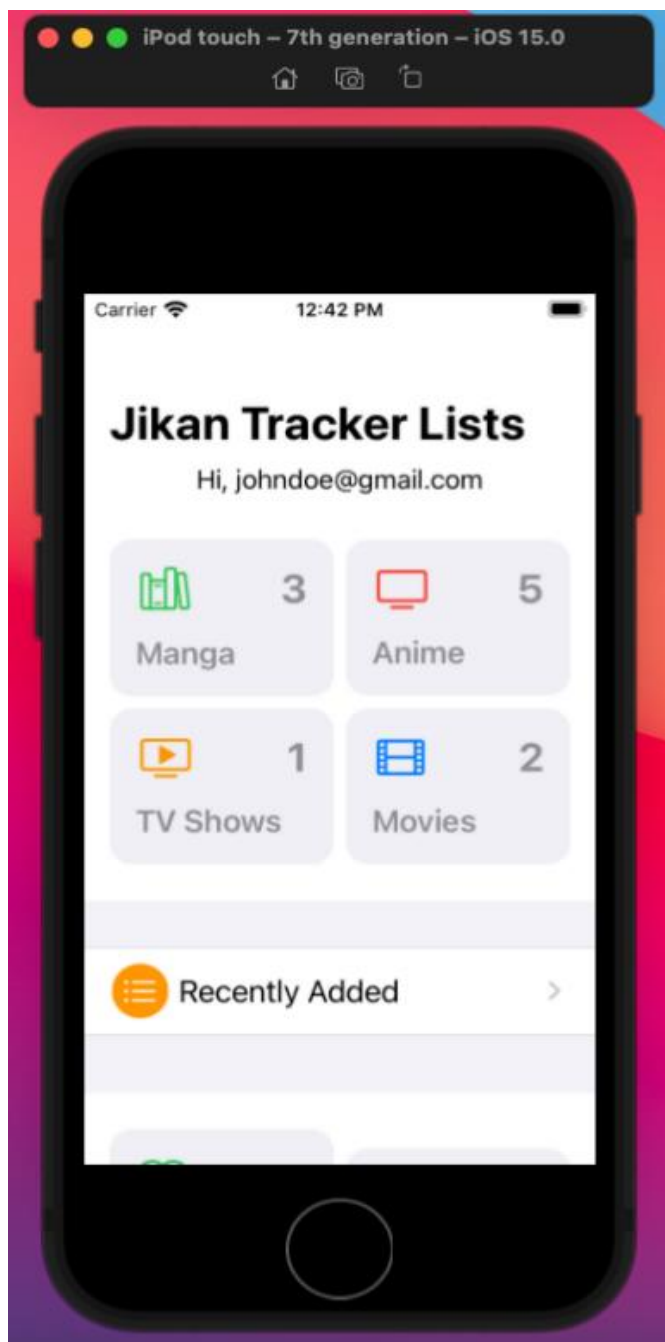 iPod touch – 7th generation – iOS 15.0
Carrier 12:42 PM
Jikan Tracker Lists
Hi, johndoe@gmail.com
3 5
Manga Anime
1 2
TV Shows Movies
Recently Added